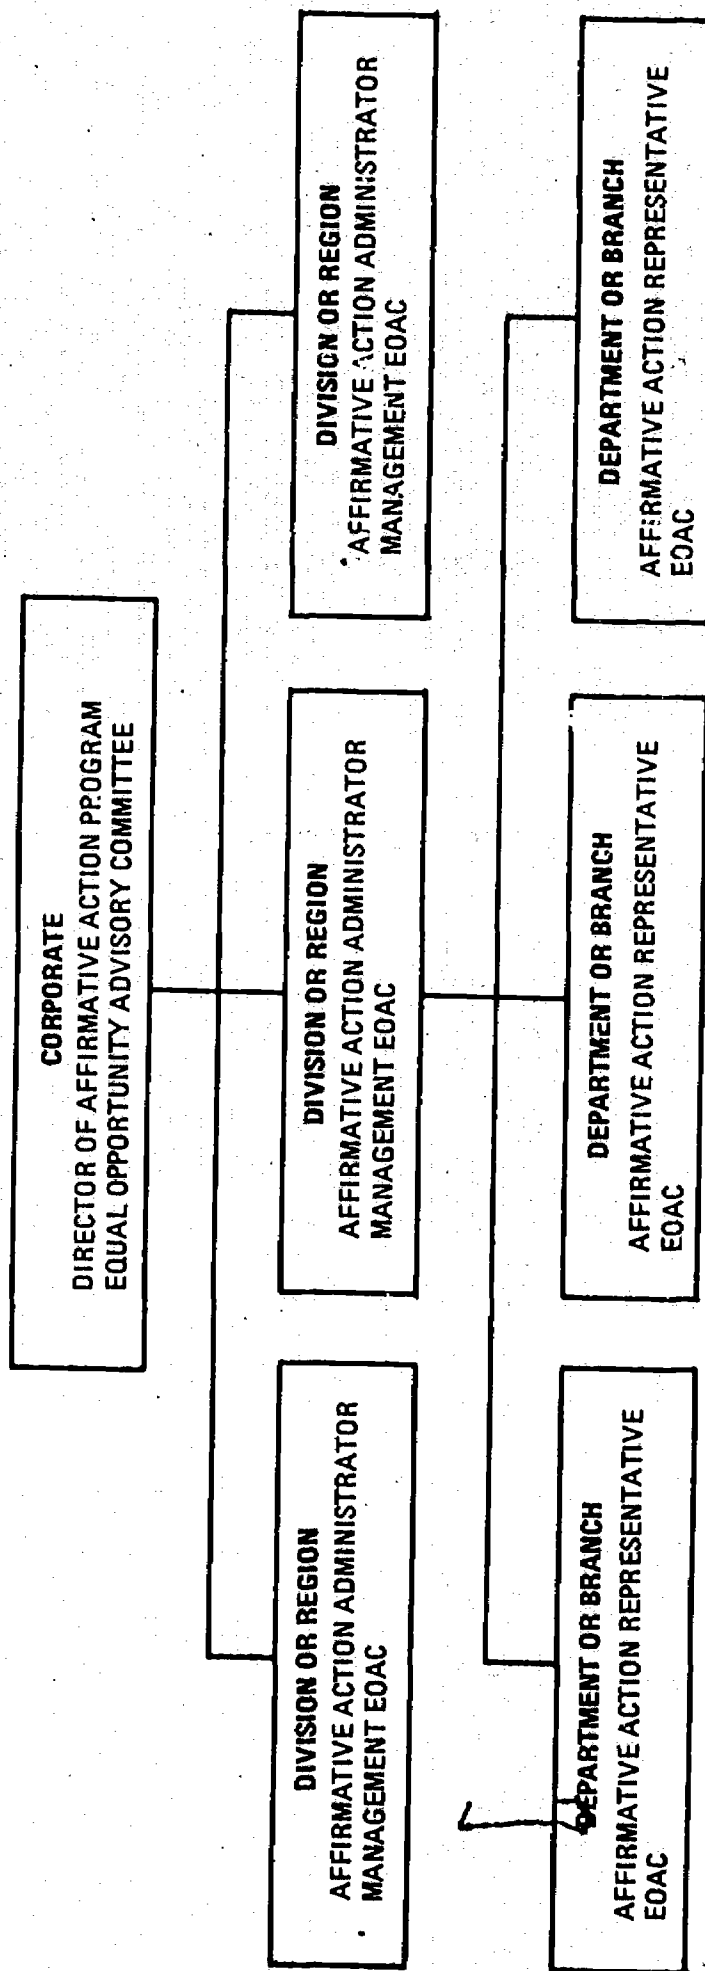 CORPORATE
DIRECTOR OF AFFIRMATIVE ACTION PROGRAM
EQUAL OPPORTUNITY ADVISORY COMMITTEE
DIVISION OR REGION
AFFIRMATIVE ACTION ADMINISTRATOR
MANAGEMENT EOAC
DIVISION OR REGION
AFFIRMATIVE ACTION ADMINISTRATOR
MANAGEMENT EOAC
DIVISION OR REGION
AFFIRMATIVE ACTION ADMINISTRATOR
MANAGEMENT EOAC
DEPARTMENT OR BRANCH
AFFIRMATIVE ACTION REPRESENTATIVE
EOAC
DEPARTMENT OR BRANCH
AFFIRMATIVE ACTION REPRESENTATIVE
EOAC
DEPARTMENT OR BRANCH
AFFIRMATIVE ACTION REPRESENTATIVE
EOAC